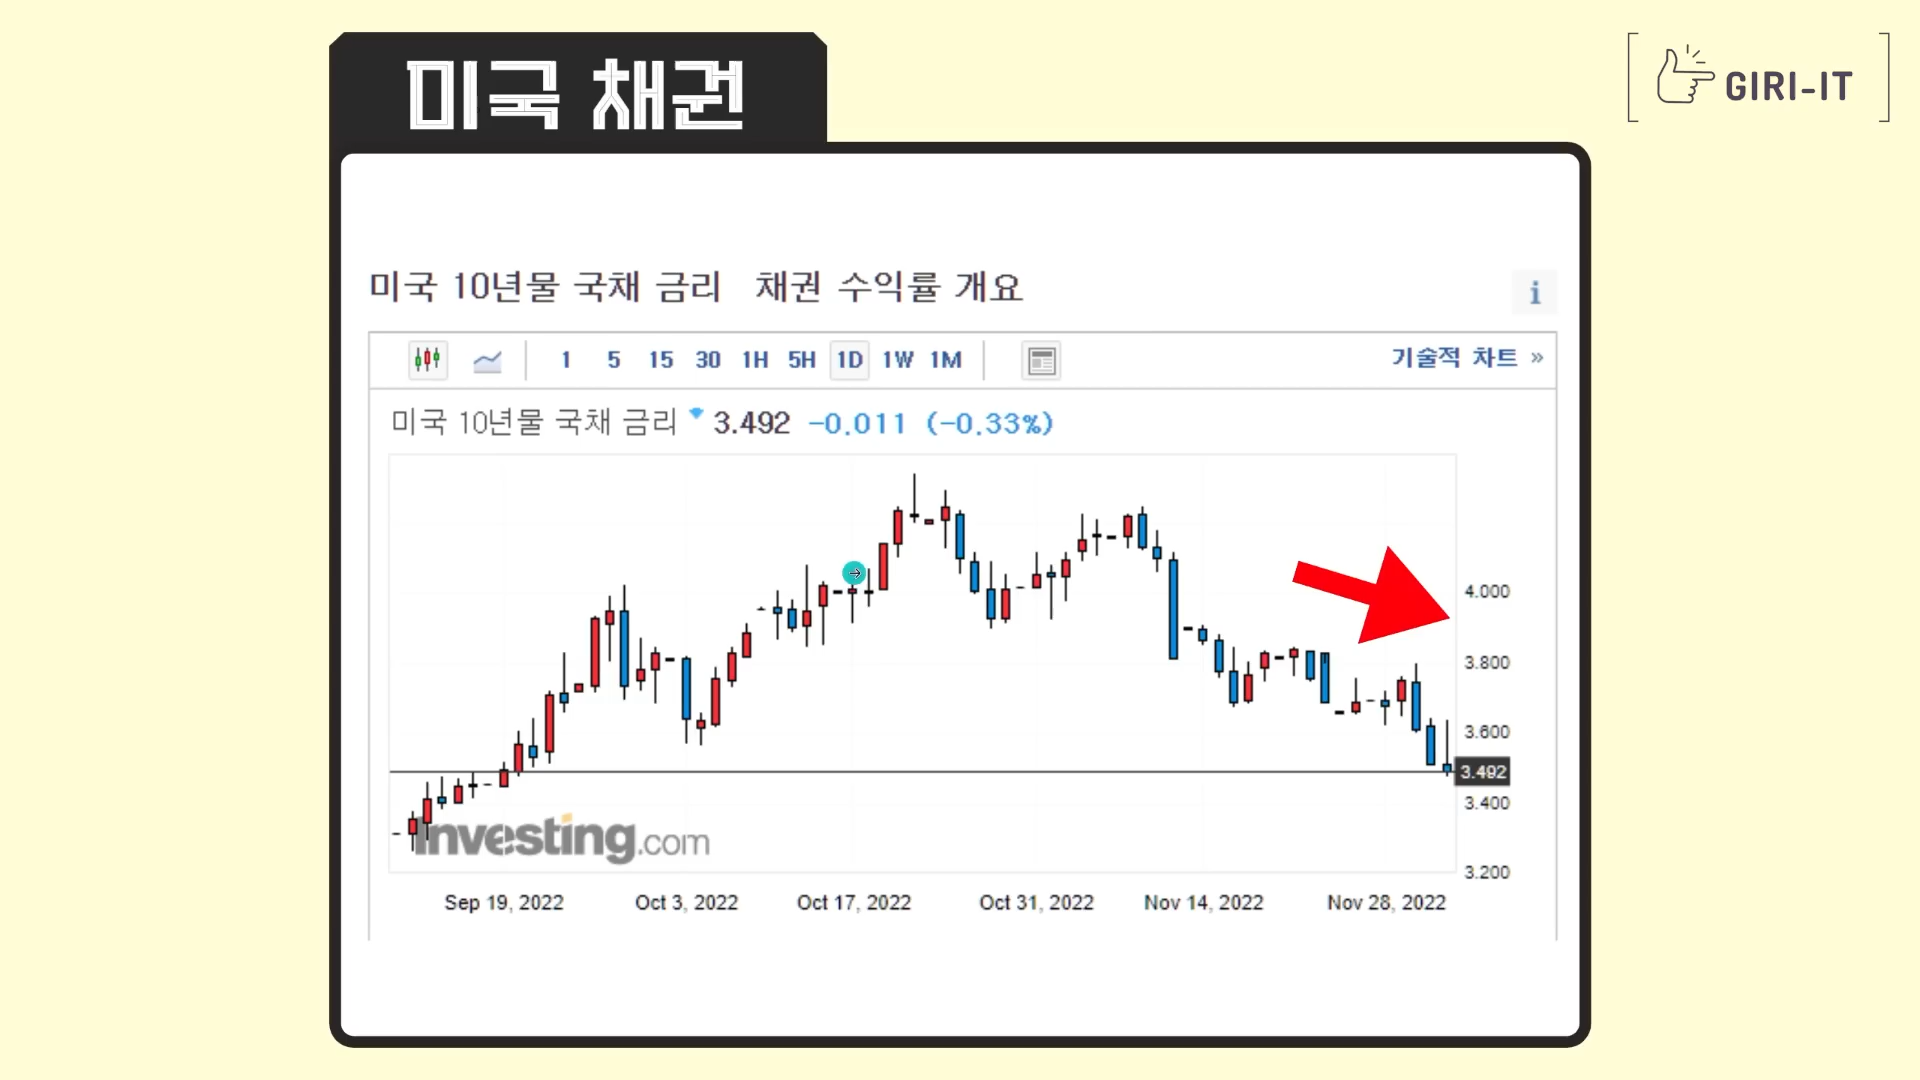 미국 채권
GIRI-IT
미국 10년물 국채 금리 채권 수익률 개요
i
1 5 15 30 1H 5H 1D 1W 1M
기술적 차트 »
미국 10년물 국채 금리 3.492 -0.011 (-0.33%)
4.000
3.800
3.600
3.492
3.400
3.200
Investing.com
Sep 19, 2022 Oct 3, 2022 Oct 17, 2022 Oct 31, 2022 Nov 14, 2022 Nov 28, 2022